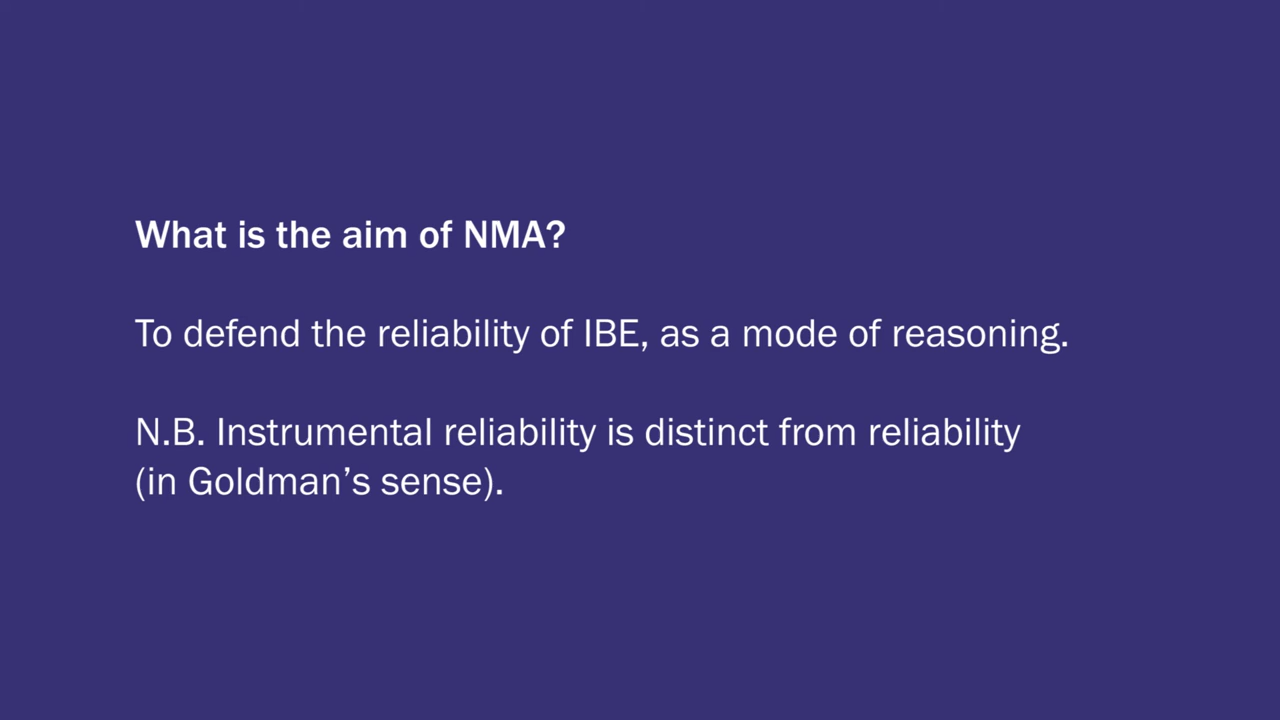 What is the aim of NMA?
To defend the reliability of IBE, as a mode of reasoning.
N.B. Instrumental reliability is distinct from reliability
(in Goldman’s sense).